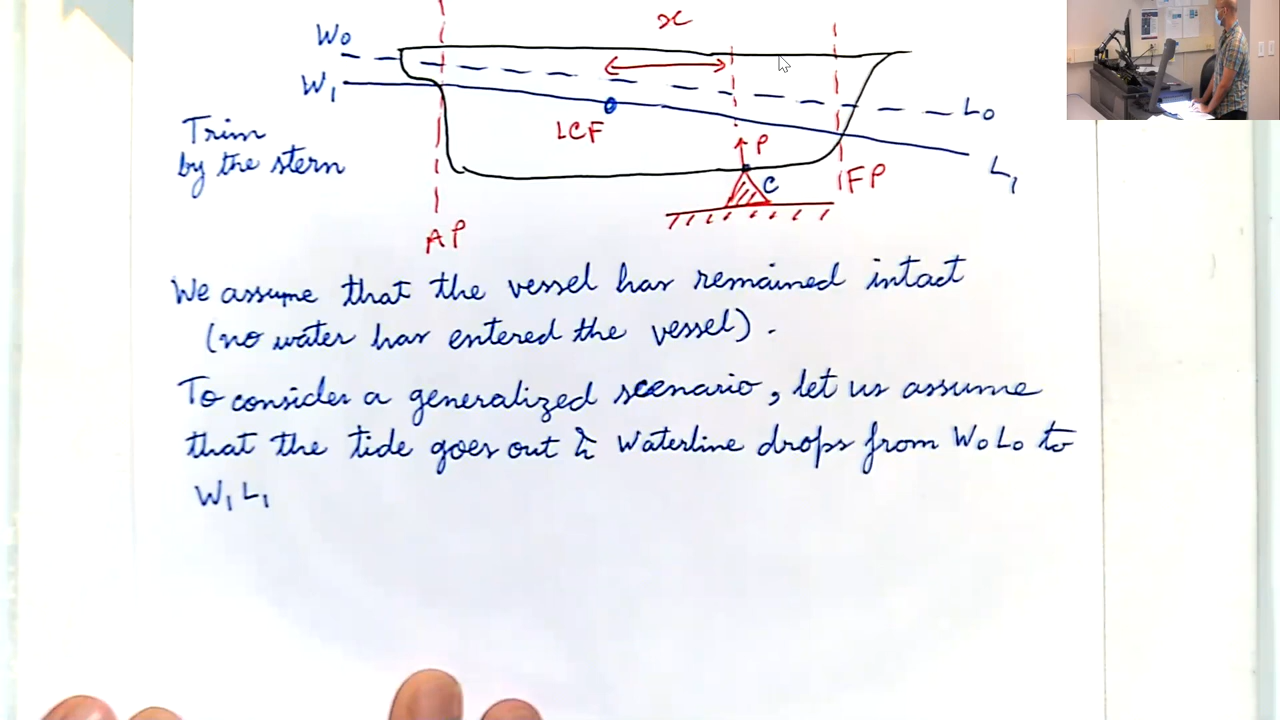 x
W₀
W₁
L₀
LCF
P
Trim
by the stern
C
FP
L₁
AP
We assume that the vessel has remained intact
(no water has entered the vessel).
To consider a generalized scenario, let us assume
that the tide goes out & waterline drops from W₀L₀ to
W₁L₁